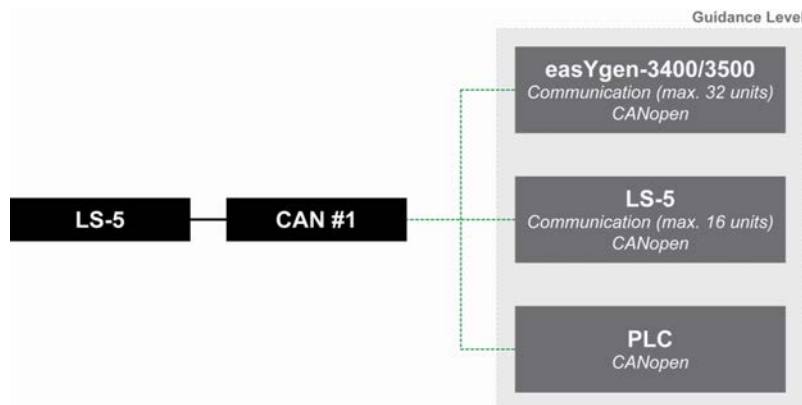 Guidance Level
easYgen-3400/3500
Communication (max. 32 units)
CANopen
LS-5
CAN #1
LS-5
Communication (max. 16 units)
CANopen
PLC
CANopen